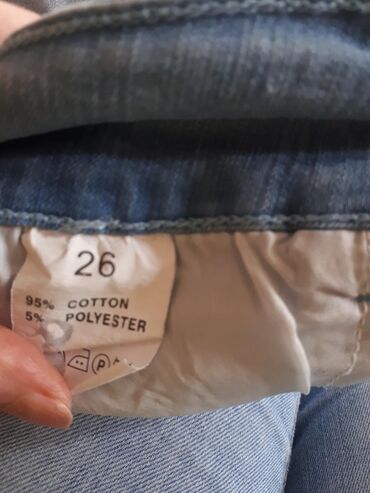 26
95% COTTON
5% POLYESTER
P